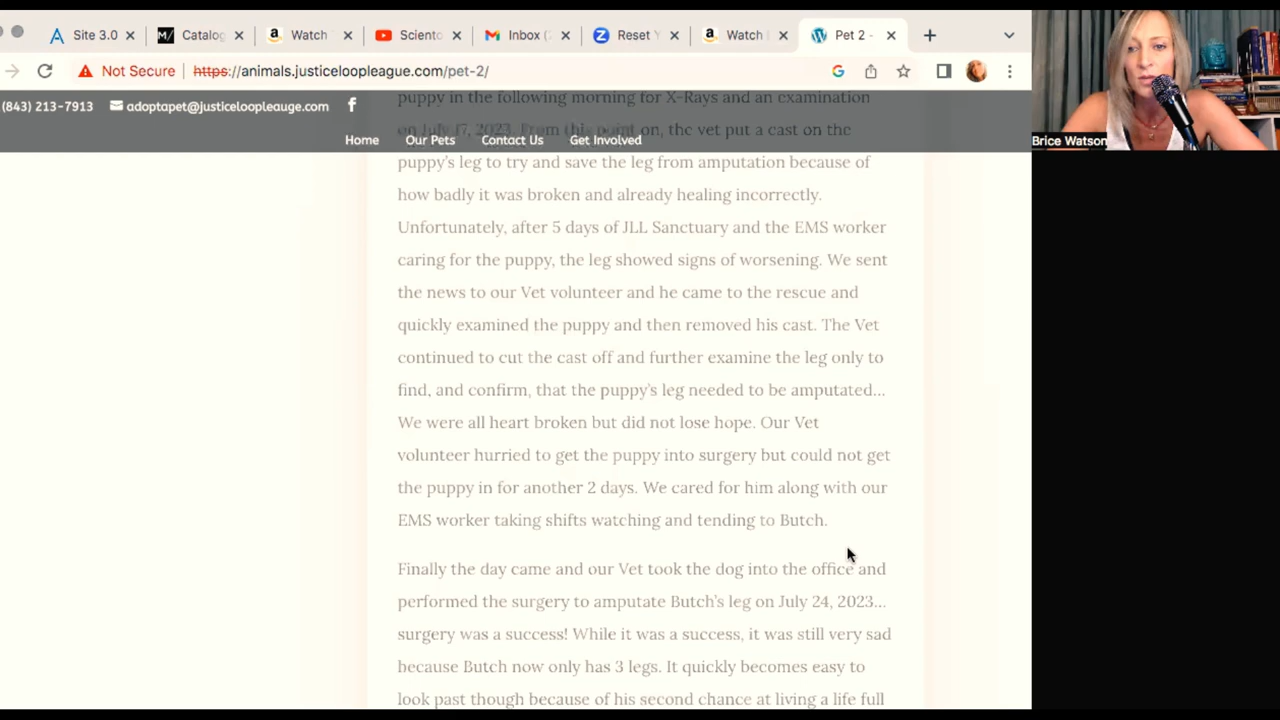 Site 3.0
Catalog
Watch
Sciento
Inbox (
Reset Y
Watch
Pet 2 -
Not Secure
https://animals.justiceloopleague.com/pet-2/
(843) 213-7913
adoptapet@justiceloopleauge.com
Home
Our Pets
Contact Us
Get Involved
Brice Watson
puppy in the following morning for X-Rays and an examination
on July 17, 2023. From this point on, the vet put a cast on the
puppy's leg to try and save the leg from amputation because of
how badly it was broken and already healing incorrectly.
Unfortunately, after 5 days of JLL Sanctuary and the EMS worker
caring for the puppy, the leg showed signs of worsening. We sent
the news to our Vet volunteer and he came to the rescue and
quickly examined the puppy and then removed his cast. The Vet
continued to cut the cast off and further examine the leg only to
find, and confirm, that the puppy's leg needed to be amputated...
We were all heart broken but did not lose hope. Our Vet
volunteer hurried to get the puppy into surgery but could not get
the puppy in for another 2 days. We cared for him along with our
EMS worker taking shifts watching and tending to Butch.
Finally the day came and our Vet took the dog into the office and
performed the surgery to amputate Butch's leg on July 24, 2023...
surgery was a success! While it was a success, it was still very sad
because Butch now only has 3 legs. It quickly becomes easy to
look past though because of his second chance at living a life full